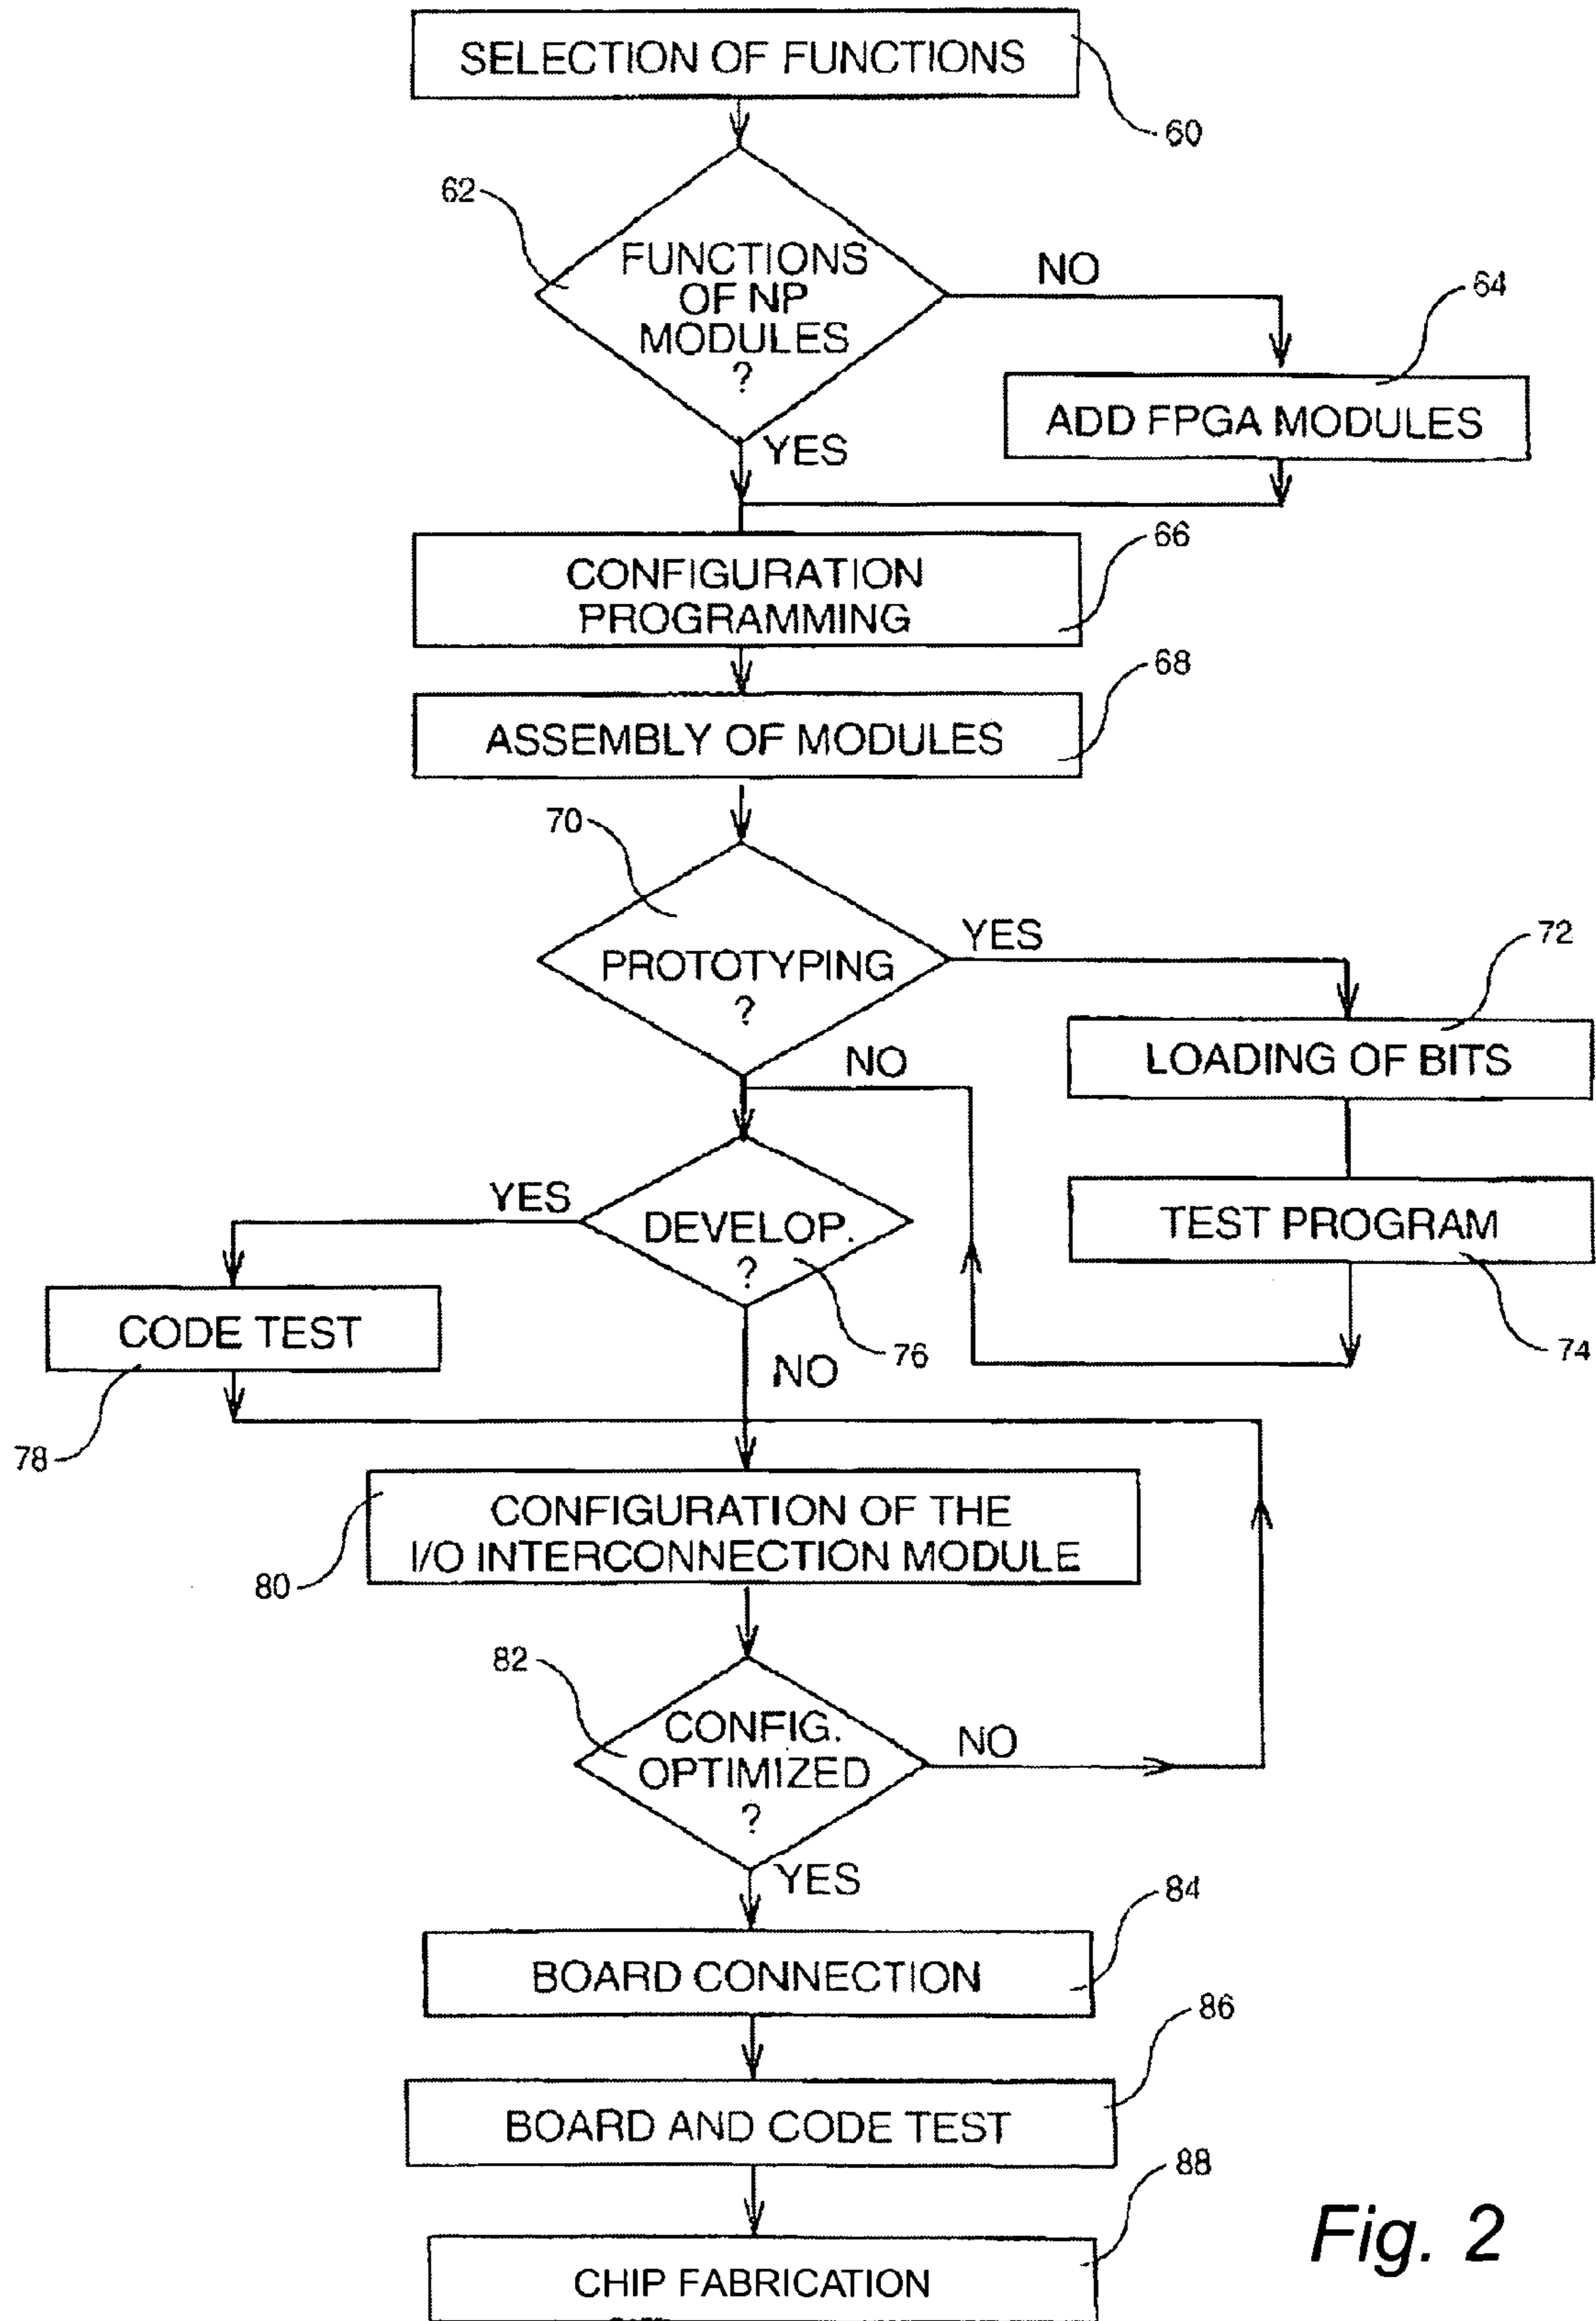 SELECTION OF FUNCTIONS
60
62
FUNCTIONS
OF NP
MODULES
?
NO
64
ADD FPGA MODULES
YES
66
CONFIGURATION
PROGRAMMING
68
ASSEMBLY OF MODULES
70
PROTOTYPING
?
YES
72
LOADING OF BITS
NO
TEST PROGRAM
74
YES
DEVELOP.
?
76
CODE TEST
78
NO
CONFIGURATION OF THE
I/O INTERCONNECTION MODULE
80
82
CONFIG.
OPTIMIZED
?
NO
YES
84
BOARD CONNECTION
86
BOARD AND CODE TEST
88
CHIP FABRICATION
Fig. 2